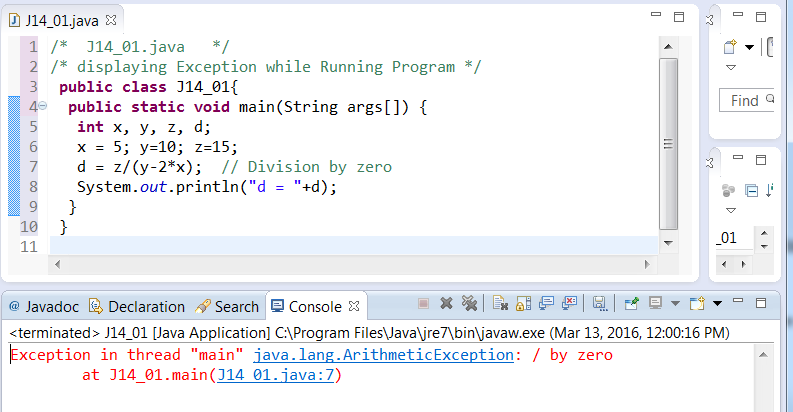 J14_01.java
1 /*  J14_01.java   */
2 /* displaying Exception while Running Program */
3 public class J14_01{
4 public static void main(String args[]) {
5 int x, y, z, d;
6 x = 5; y=10; z=15;
7 d = z/(y-2*x);  // Division by zero
8 System.out.println("d = "+d);
9 }
10 }
11
Find
_01
@ Javadoc Declaration Search Console
<terminated> J14_01 [Java Application] C:\Program Files\Java\jre7\bin\javaw.exe (Mar 13, 2016, 12:00:16 PM)
Exception in thread "main" java.lang.ArithmeticException: / by zero
at J14_01.main(J14_01.java:7)